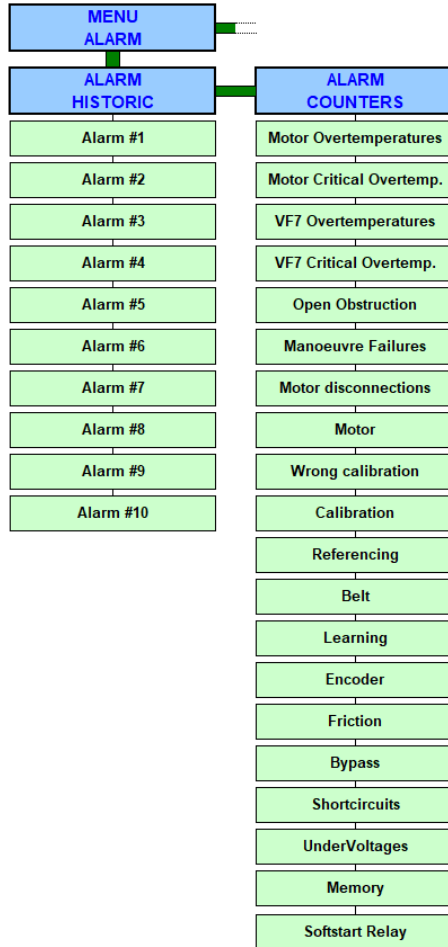 MENU
ALARM
ALARM
HISTORIC
Alarm #1
Alarm #2
Alarm #3
Alarm #4
Alarm #5
Alarm #6
Alarm #7
Alarm #8
Alarm #9
Alarm #10
ALARM
COUNTERS
Motor Overtemperatures
Motor Critical Overtemp.
VF7 Overtemperatures
VF7 Critical Overtemp.
Open Obstruction
Manoeuvre Failures
Motor disconnections
Motor
Wrong calibration
Calibration
Referencing
Belt
Learning
Encoder
Friction
Bypass
Shortcircuits
UnderVoltages
Memory
Softstart Relay